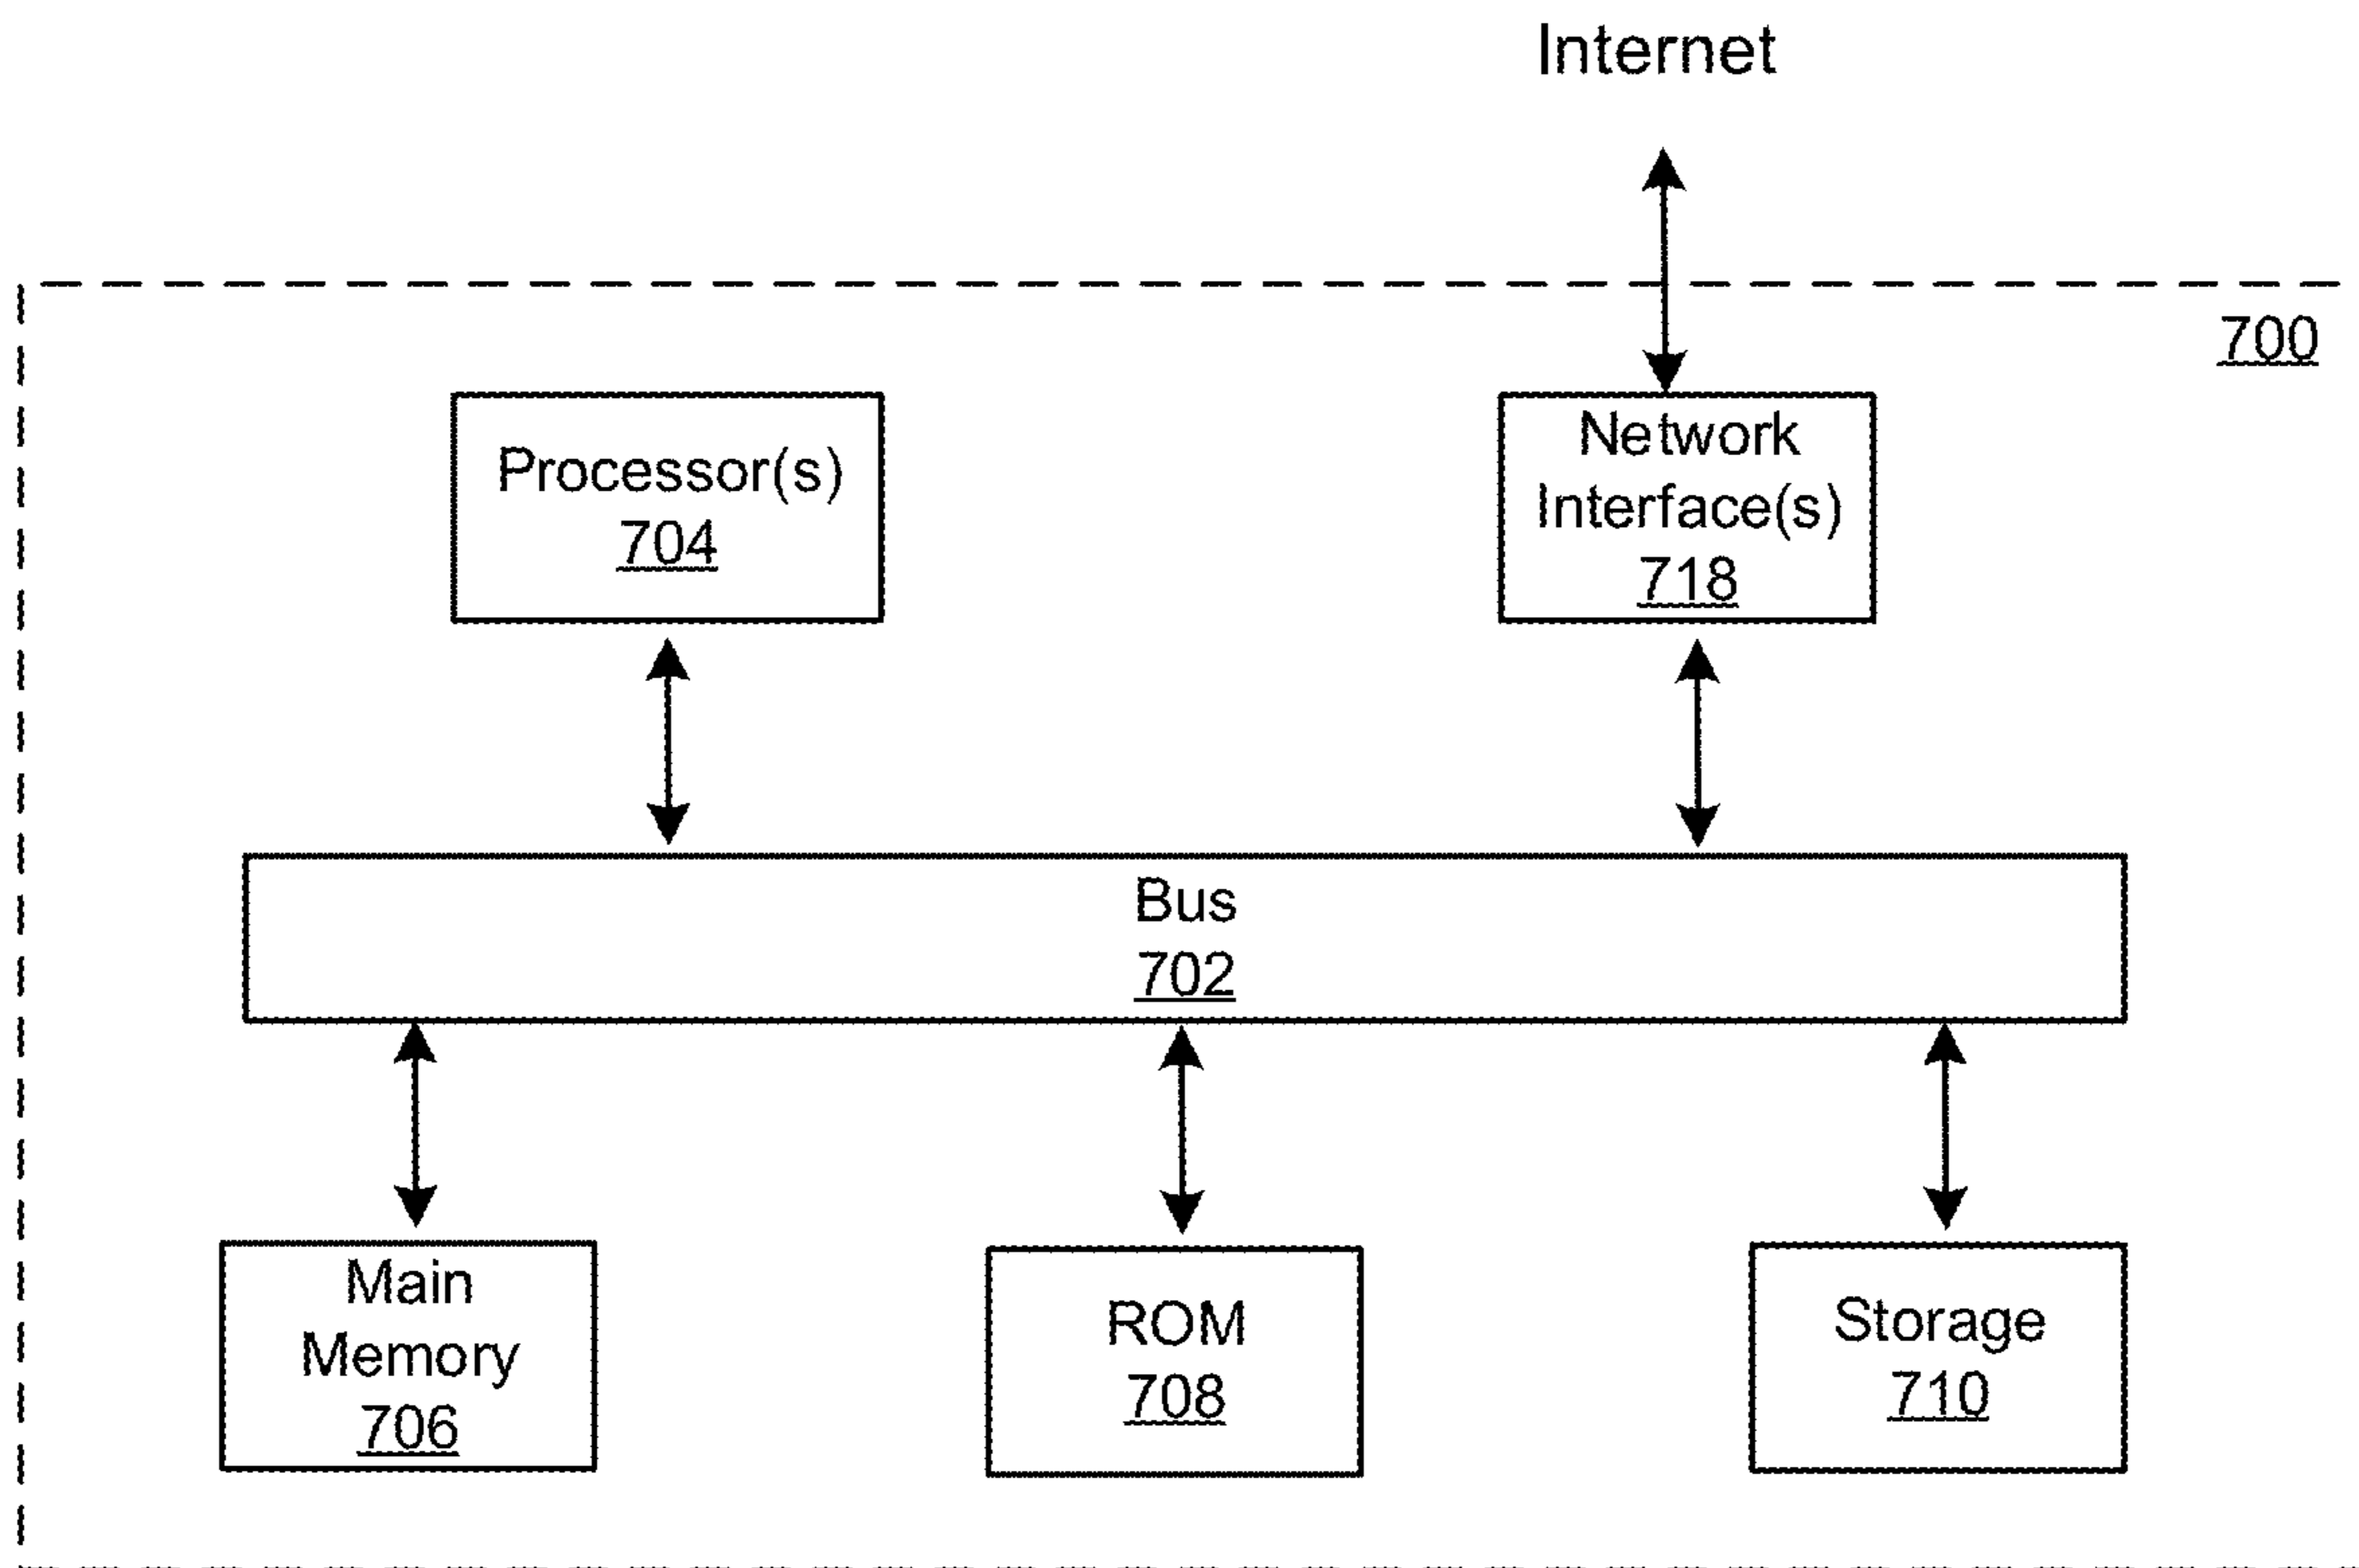 Internet
700
Processor(s)
704
Network
Interface(s)
718
Bus
702
Main
Memory
706
ROM
708
Storage
710